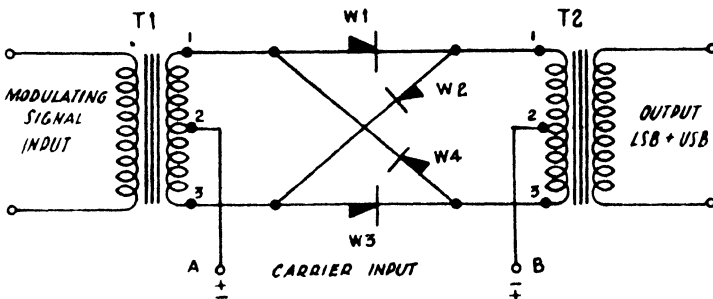 T1
W1
T2
1
1
MODULATING
SIGNAL
INPUT
2
W2
2
OUTPUT
LSB + USB
W4
3
3
W3
A
CARRIER INPUT
B
+
−
−
+